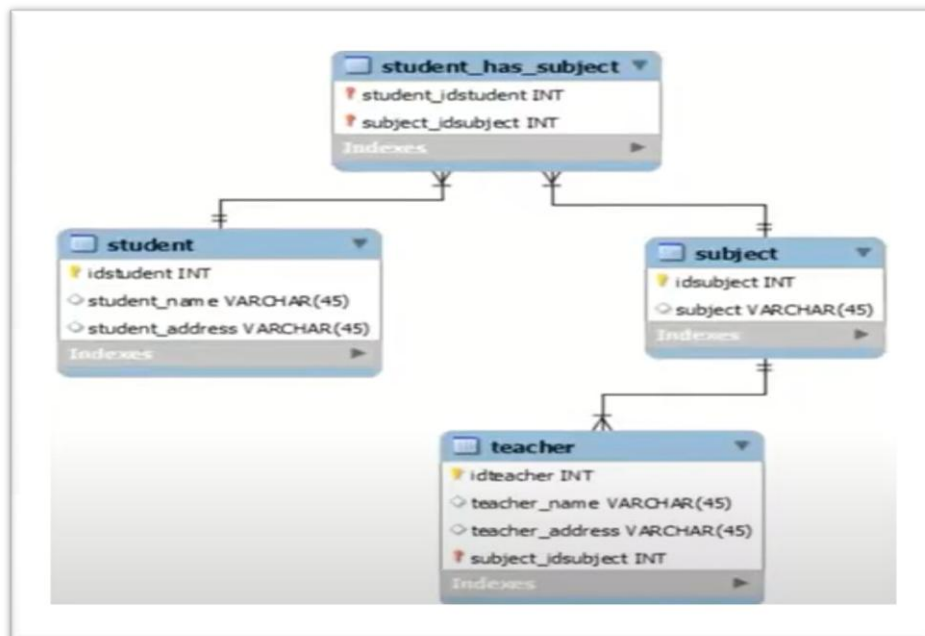 student_has_subject
student_idstudent INT
subject_idsubject INT
Indexes
student
idstudent INT
student_name VARCHAR(45)
student_address VARCHAR(45)
Indexes
subject
idsubject INT
subject VARCHAR(45)
Indexes
teacher
idteacher INT
teacher_name VARCHAR(45)
teacher_address VARCHAR(45)
subject_idsubject INT
Indexes